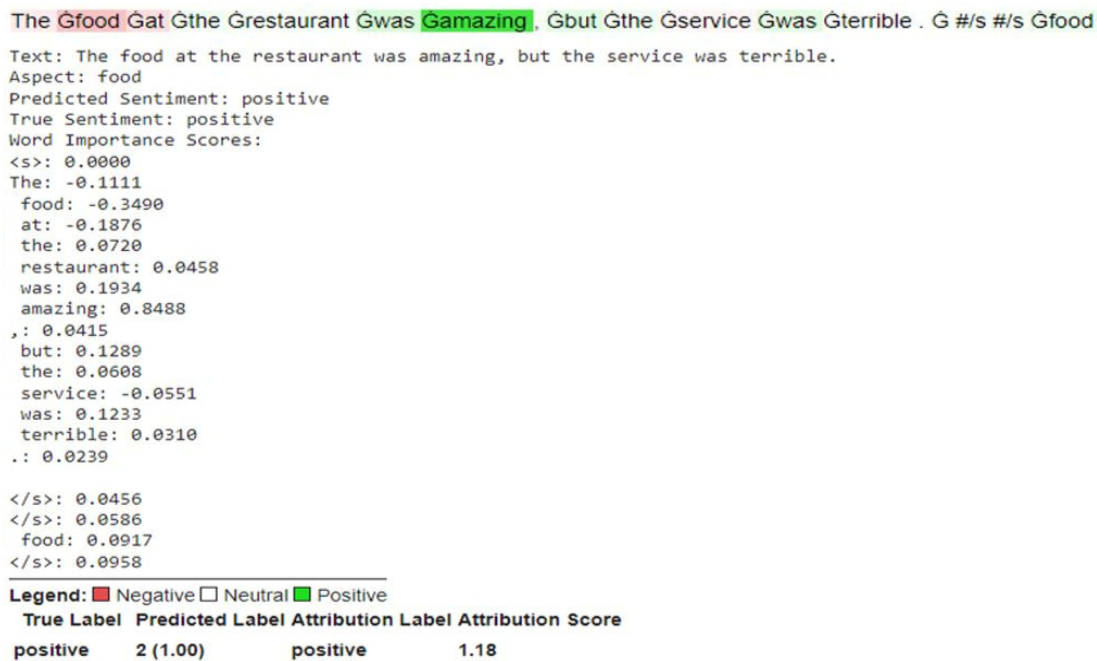 The Ġfood Ġat Ġthe Ġrestaurant Ġwas Ġamazing , Ġbut Ġthe Ġservice Ġwas Ġterrible . Ġ #/s #/s Ġfood
Text: The food at the restaurant was amazing, but the service was terrible.
Aspect: food
Predicted Sentiment: positive
True Sentiment: positive
Word Importance Scores:
<s>: 0.0000
The: -0.1111
food: -0.3490
at: -0.1876
the: 0.0720
restaurant: 0.0458
was: 0.1934
amazing: 0.8488
,: 0.0415
but: 0.1289
the: 0.0608
service: -0.0551
was: 0.1233
terrible: 0.0310
.: 0.0239
</s>: 0.0456
</s>: 0.0586
food: 0.0917
</s>: 0.0958
Legend: Negative Neutral Positive
True Label Predicted Label Attribution Label Attribution Score
positive 2 (1.00) positive 1.18